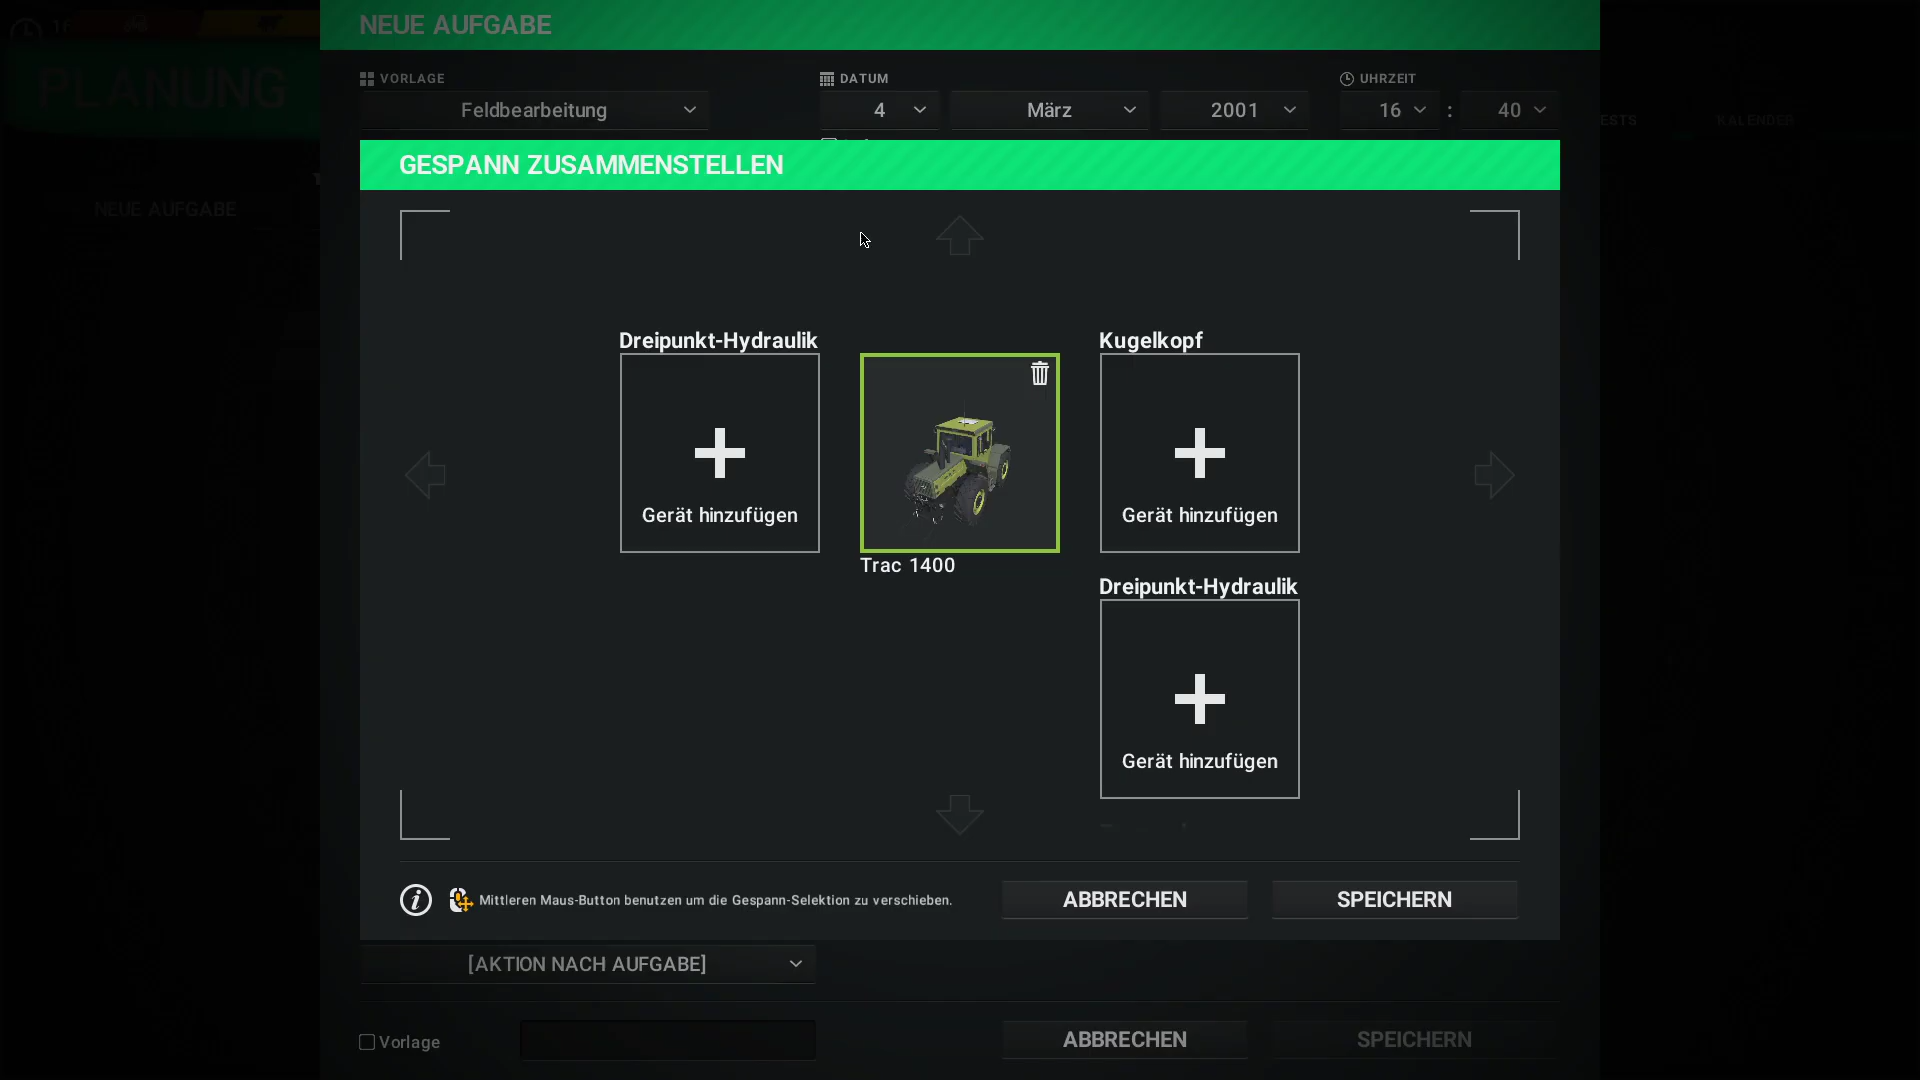 NEUE AUFGABE
PLANUNG
VORLAGE
DATUM
UHRZEIT
Feldbearbeitung
4
März
2001
16 : 40
ESTS
KALENDER
GESPANN ZUSAMMENSTELLEN
NEUE AUFGABE
Dreipunkt-Hydraulik
Kugelkopf
Gerät hinzufügen
Gerät hinzufügen
Trac 1400
Dreipunkt-Hydraulik
Gerät hinzufügen
Mittleren Maus-Button benutzen um die Gespann-Selektion zu verschieben.
ABBRECHEN
SPEICHERN
[AKTION NACH AUFGABE]
Vorlage
ABBRECHEN
SPEICHERN